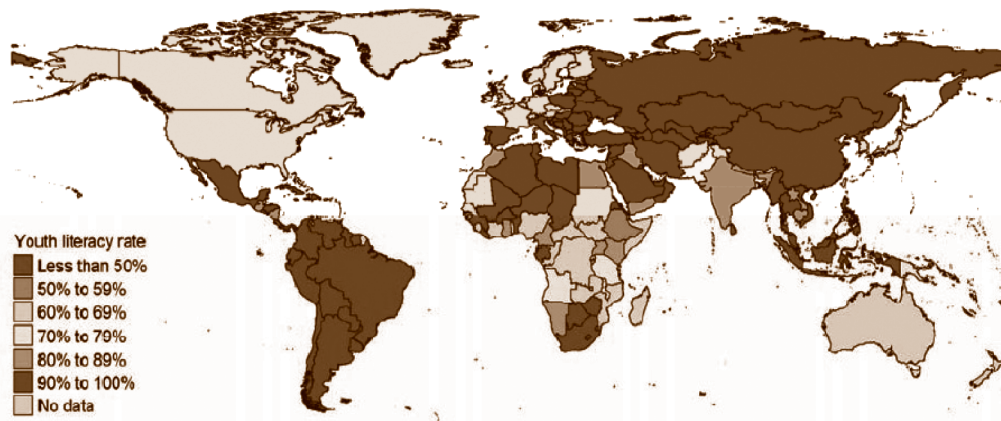 Youth literacy rate
Less than 50%
50% to 59%
60% to 69%
70% to 79%
80% to 89%
90% to 100%
No data